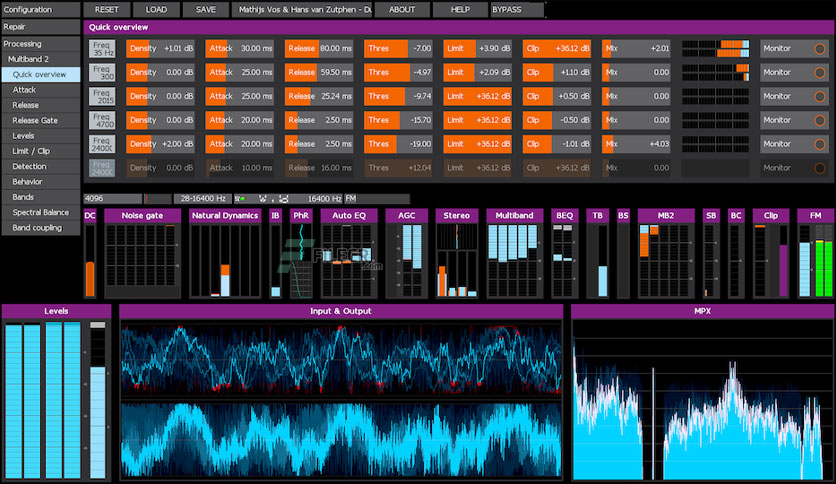 Configuration RESET LOAD SAVE Mathijs Vos & Hans van Zutphen - Du ABOUT HELP BYPASS
Repair
Processing
Multiband 2
Quick overview
Attack
Release
Release Gate
Levels
Limit / Clip
Detection
Behavior
Bands
Spectral Balance
Band coupling
Quick overview
Freq 35 Hz Density +1.01 dB Attack 30.00 ms Release 80.00 ms Thres -7.00 Limit +3.90 dB Clip +36.12 dB Mix +2.01 Monitor
Freq 300 Density 0.00 dB Attack 25.00 ms Release 59.50 ms Thres -4.97 Limit +2.09 dB Clip +1.10 dB Mix 0.00 Monitor
Freq 2015 Density 0.00 dB Attack 25.00 ms Release 25.24 ms Thres -9.74 Limit +36.12 dB Clip +0.50 dB Mix 0.00 Monitor
Freq 4700 Density 0.00 dB Attack 20.00 ms Release 2.50 ms Thres -15.70 Limit +36.12 dB Clip -0.50 dB Mix 0.00 Monitor
Freq 24000 Density +2.00 dB Attack 20.00 ms Release 2.50 ms Thres -19.00 Limit +36.12 dB Clip -1.01 dB Mix +4.03 Monitor
Freq Density 0.00 dB Attack 10.00 ms Release 16.00 ms Thres +12.04 Limit +36.12 dB Clip +36.12 dB Mix 0.00 Monitor
4096 28-16400 Hz 16400 Hz FM
DC Noise gate Natural Dynamics IB PhR Auto EQ AGC Stereo Multiband BEQ TB BS MB2 SB BC Clip FM
FILECR .com
Levels Input & Output MPX